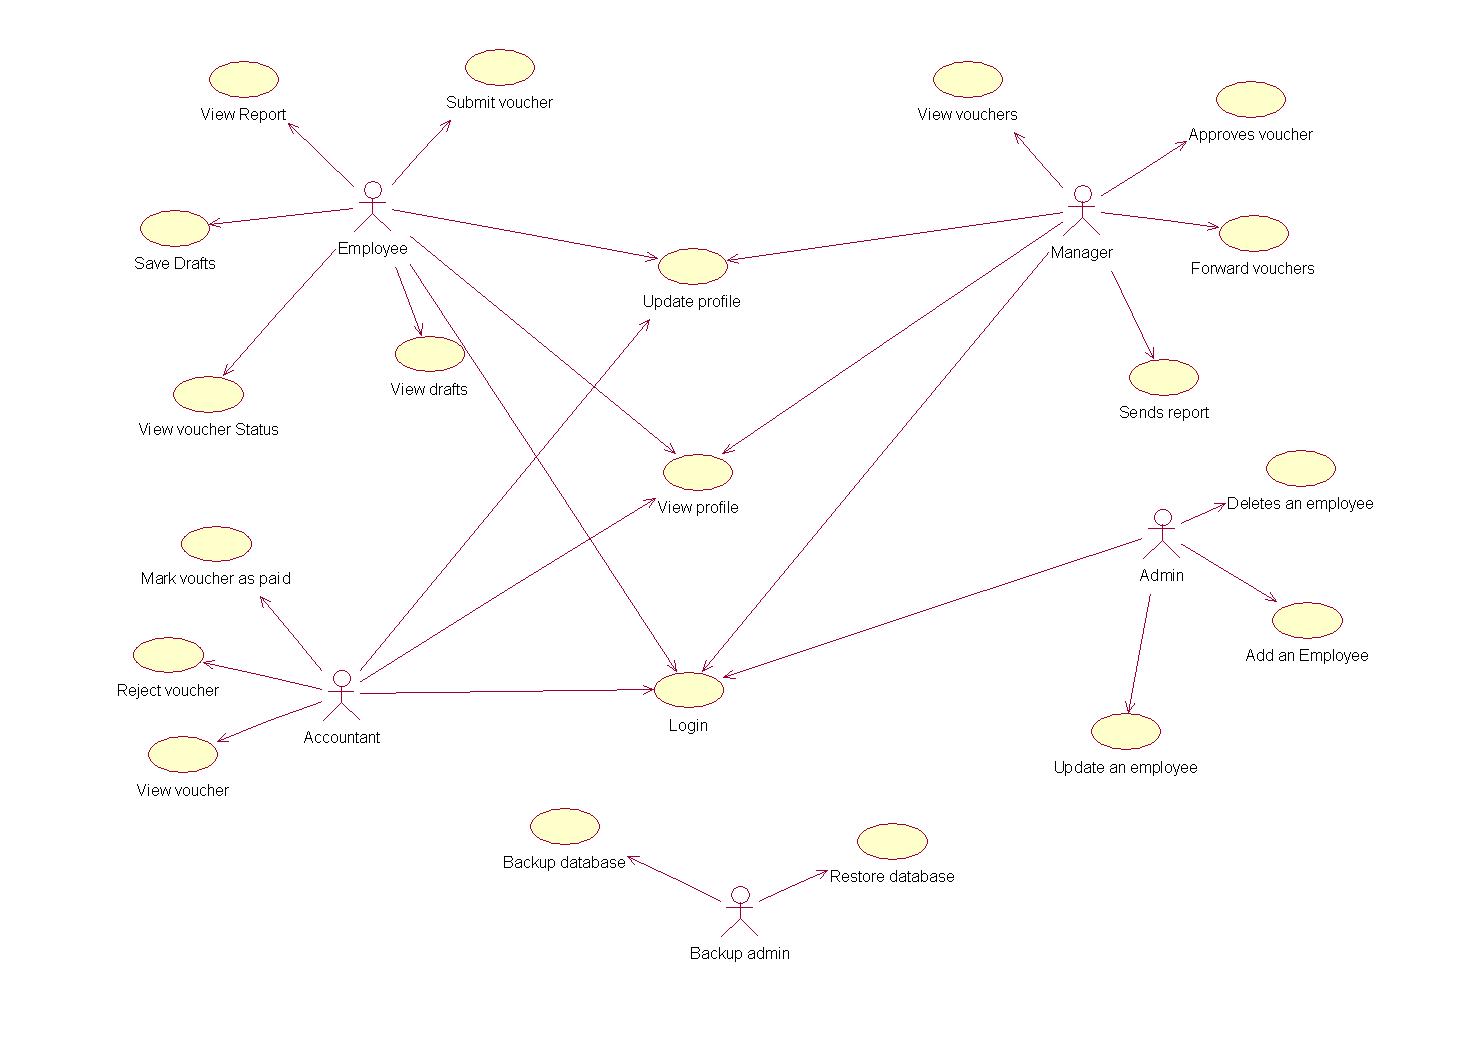 Submit voucher
View Report
View vouchers
Approves voucher
Employee
Manager
Save Drafts
Forward vouchers
Update profile
View drafts
Sends report
View voucher Status
View profile
Deletes an employee
Mark voucher as paid
Admin
Add an Employee
Reject voucher
Login
Accountant
Update an employee
View voucher
Backup database
Restore database
Backup admin